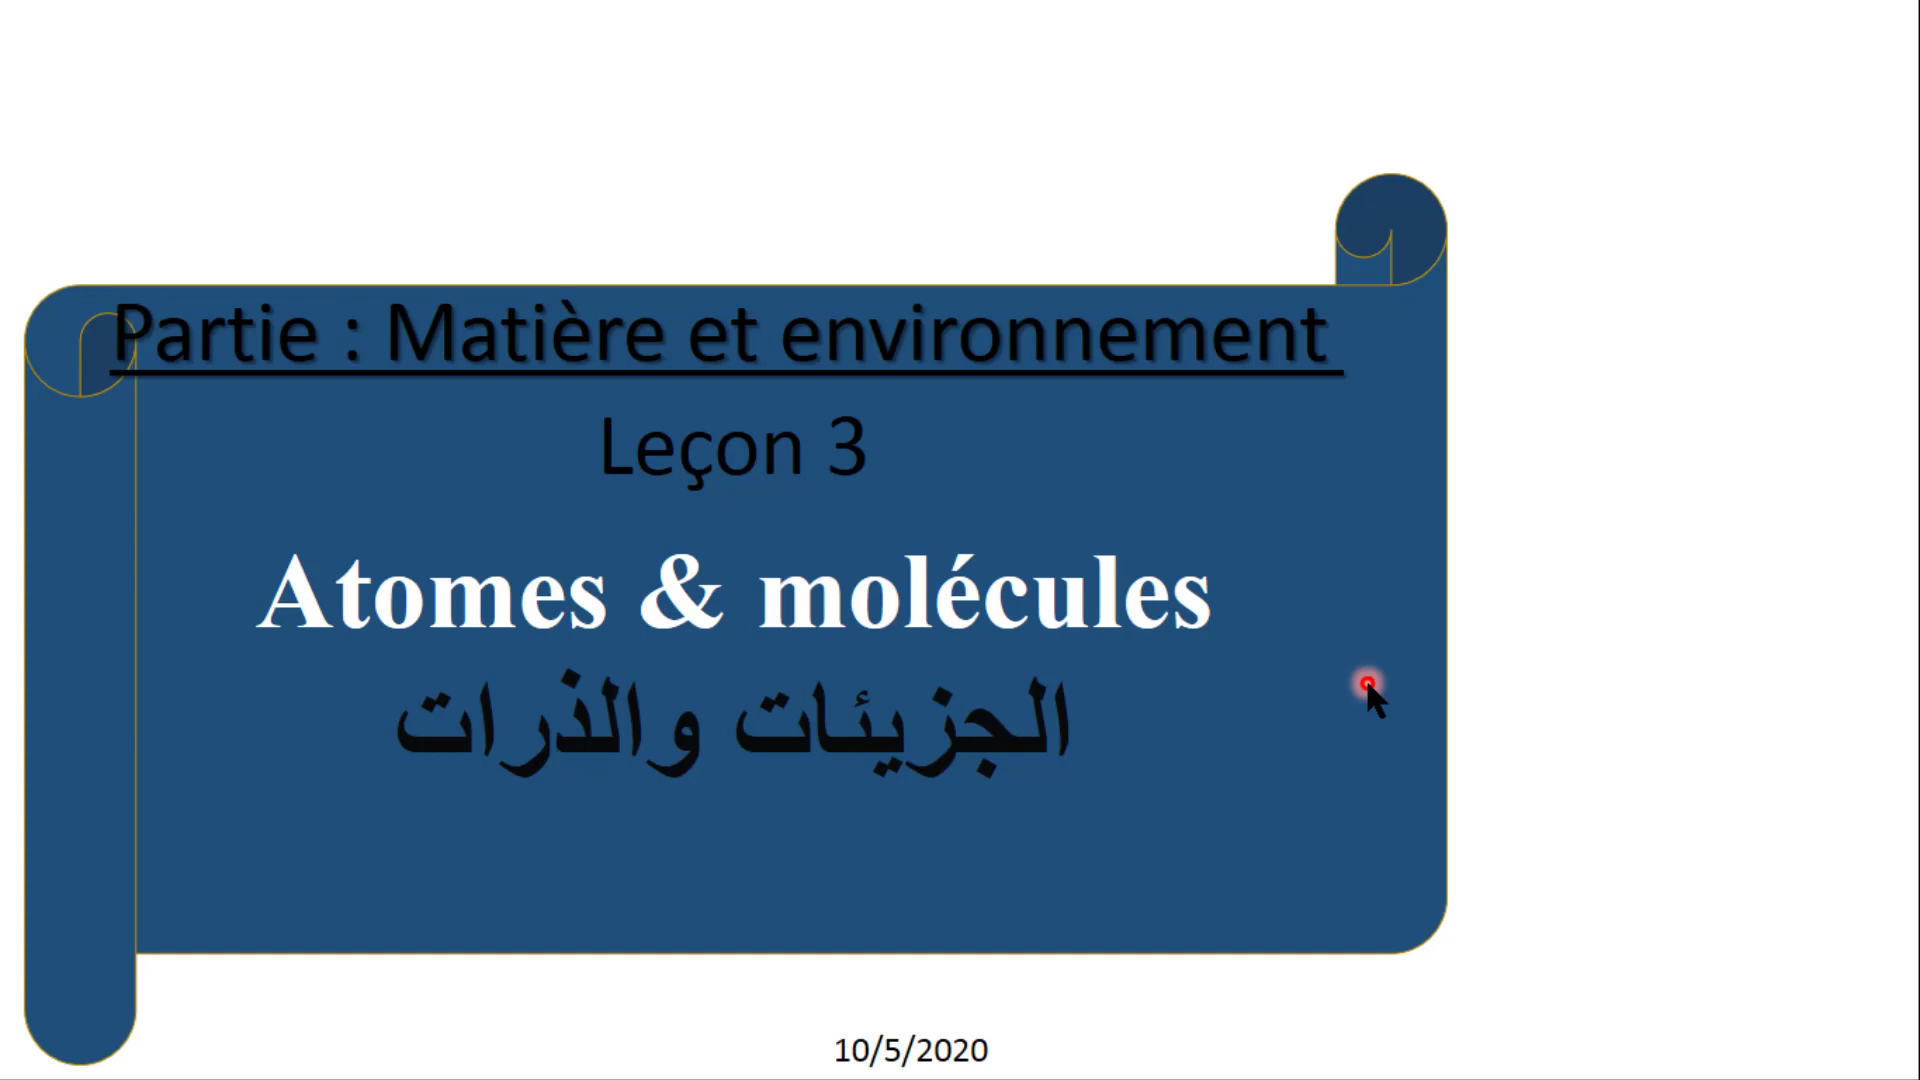 Partie : Matière et environnement
Leçon 3
Atomes & molécules
الجزيئات والذرات
10/5/2020